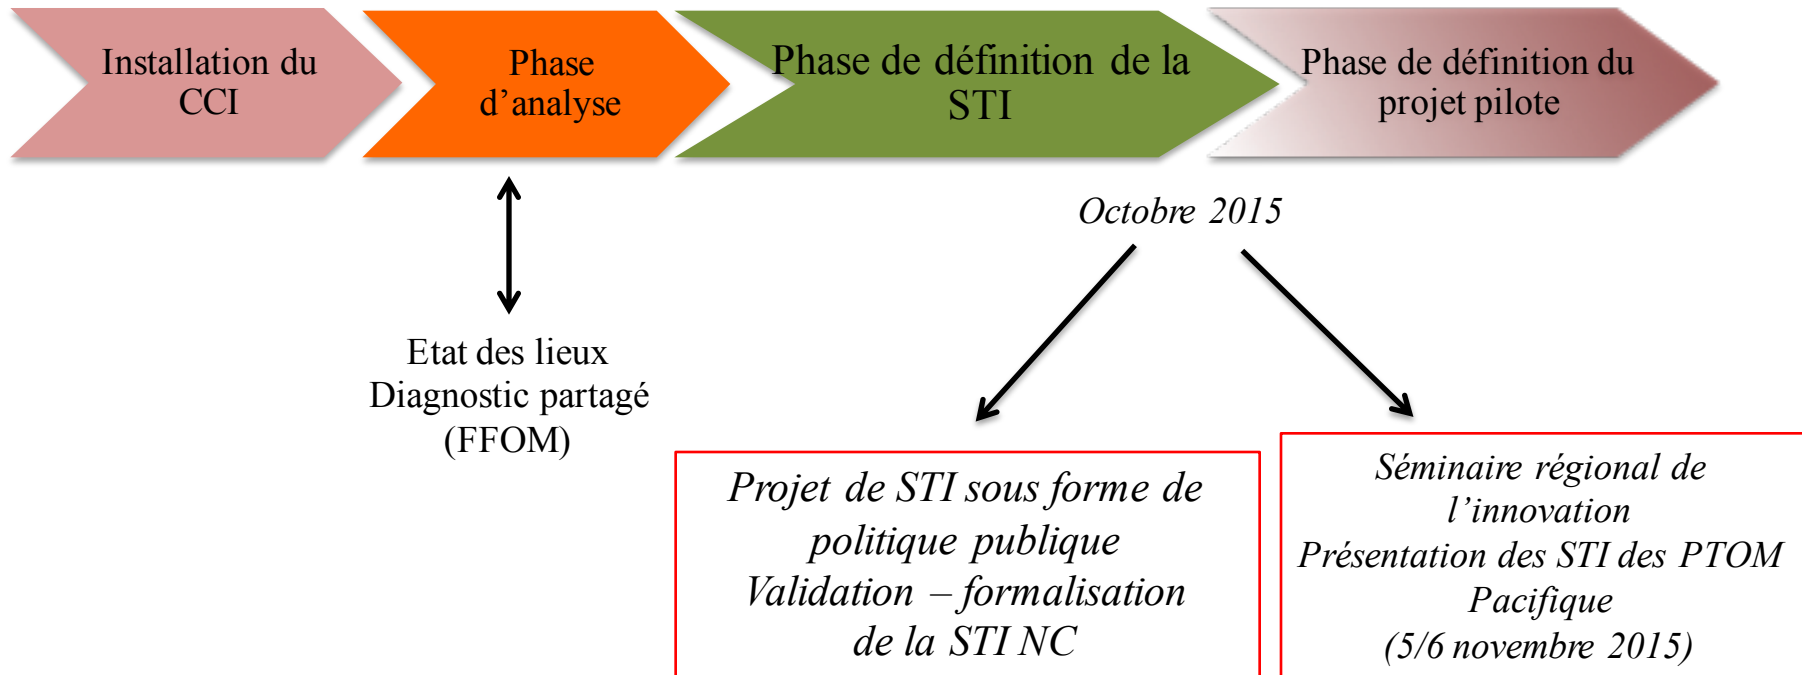 Installation du
CCI
Phase
d’analyse
Phase de définition de la
STI
Phase de définition du
projet pilote
Octobre 2015
Etat des lieux
Diagnostic partagé
(FFOM)
Projet de STI sous forme de
politique publique
Validation – formalisation
de la STI NC
Séminaire régional de
l’innovation
Présentation des STI des PTOM
Pacifique
(5/6 novembre 2015)